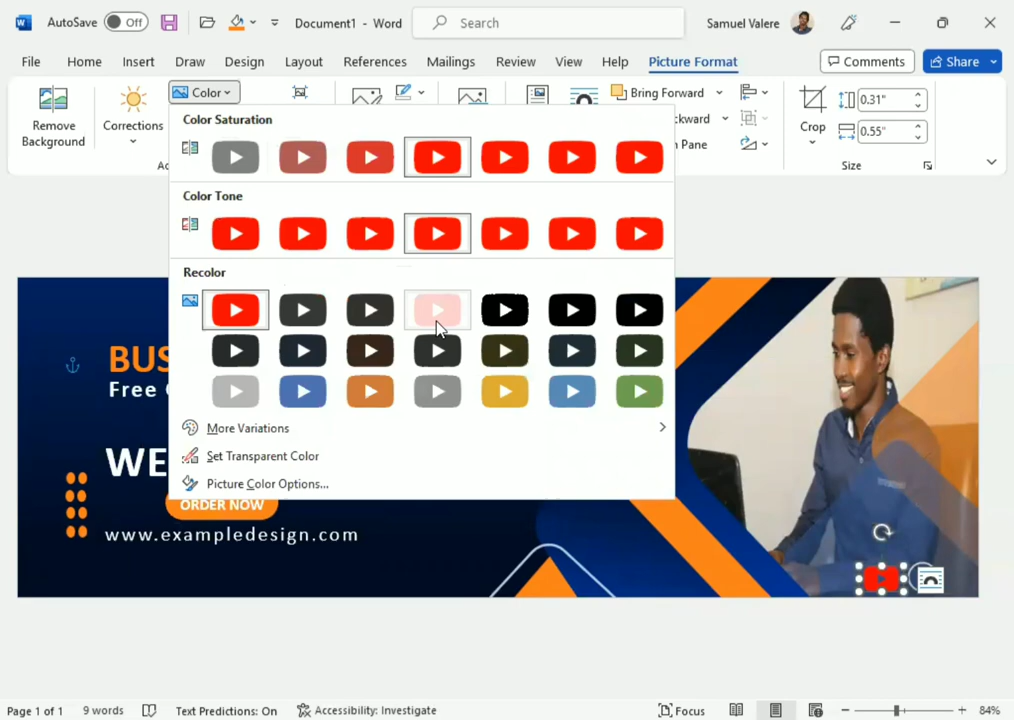 AutoSave Off Document1 - Word Search Samuel Valere
File Home Insert Draw Design Layout References Mailings Review View Help Picture Format Comments Share
Remove Background
Corrections
Color
Bring Forward
ckward
n Pane
Crop
0.31"
0.55"
Size
Color Saturation
Color Tone
Recolor
More Variations
Set Transparent Color
Picture Color Options...
BUS
Free
WE
ORDER NOW
www.exampledesign.com
Page 1 of 1 9 words Text Predictions: On Accessibility: Investigate Focus 84%